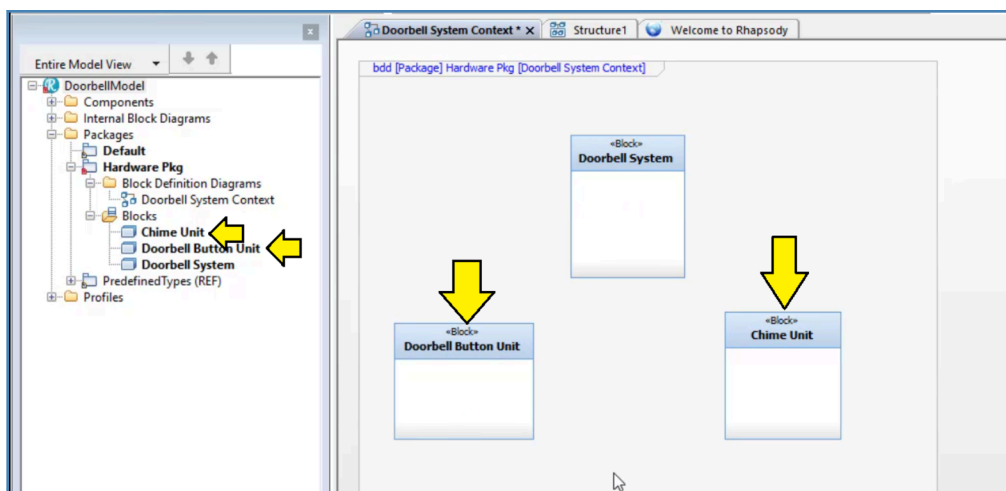 Doorbell System Context * x
Structure1
Welcome to Rhapsody
Entire Model View
DoorbellModel
Components
Internal Block Diagrams
Packages
Default
Hardware Pkg
Block Definition Diagrams
Doorbell System Context
Blocks
Chime Unit
Doorbell Button Unit
Doorbell System
PredefinedTypes (REF)
Profiles
bdd [Package] Hardware Pkg [Doorbell System Context]
«Block»
Doorbell System
«Block»
Doorbell Button Unit
«Block»
Chime Unit